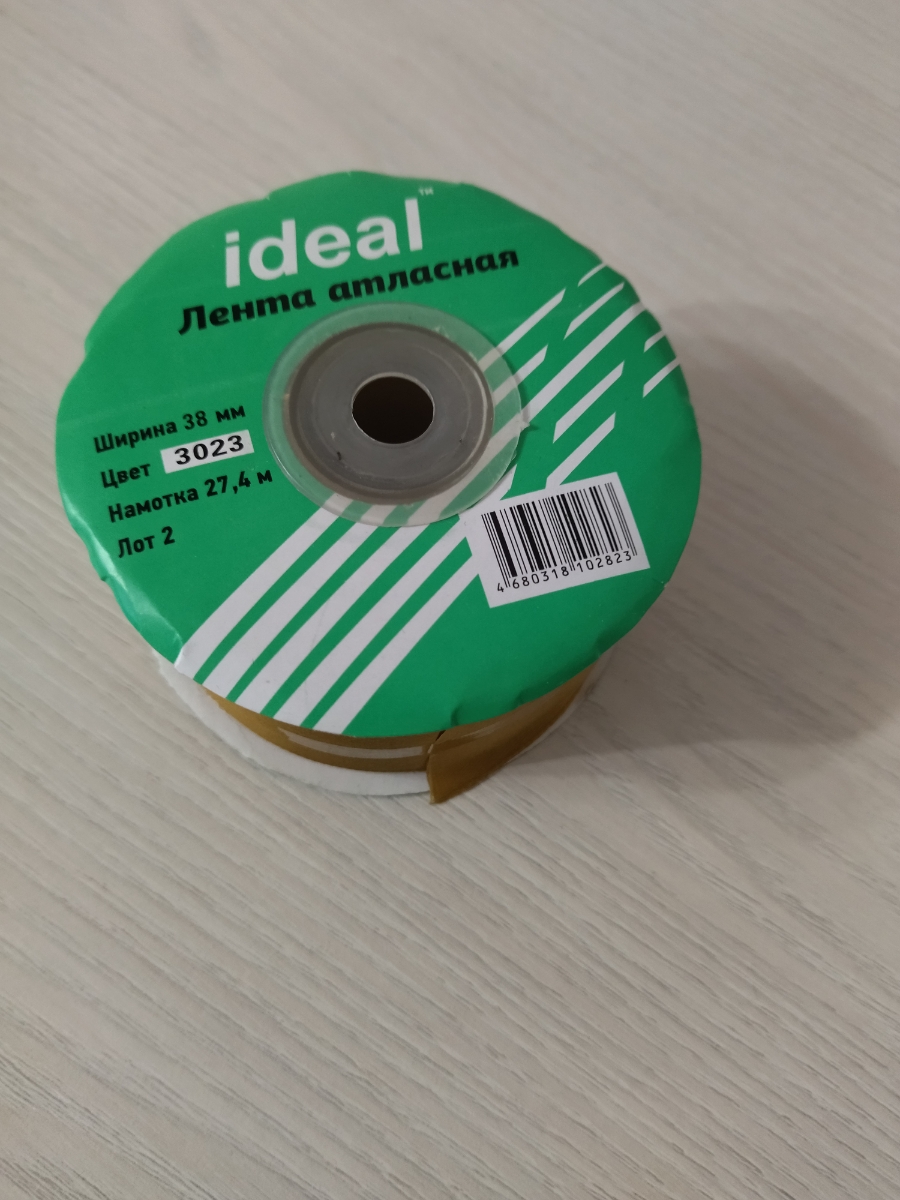 ideal™
Лента атласная
Ширина 38 мм
Цвет 3023
Намотка 27,4 м
Лот 2
4 680318 102823